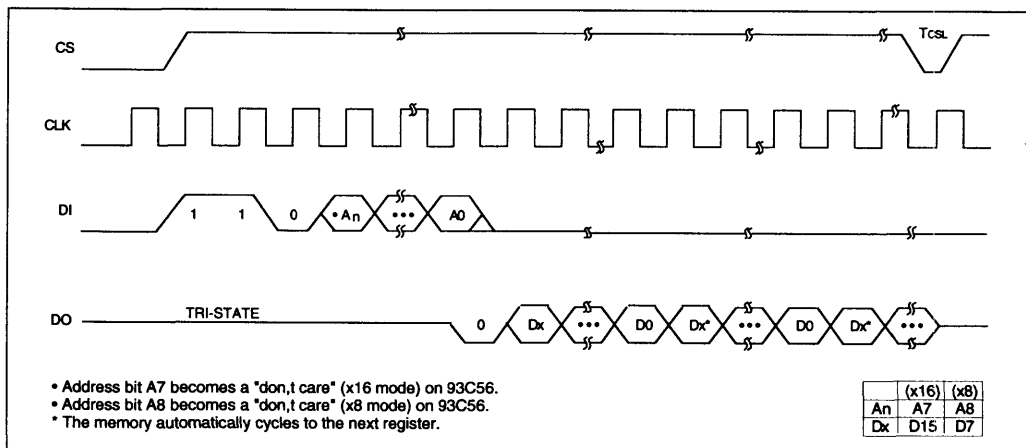 CS TCSL
CLK
DI 1 1 0 •An ••• A0
TRI-STATE
DO 0 Dx ••• D0 Dx* ••• D0 Dx* •••
• Address bit A7 becomes a "don,t care" (x16 mode) on 93C56.
• Address bit A8 becomes a "don,t care" (x8 mode) on 93C56.
* The memory automatically cycles to the next register.
(x16) (x8)
An A7 A8
Dx D15 D7